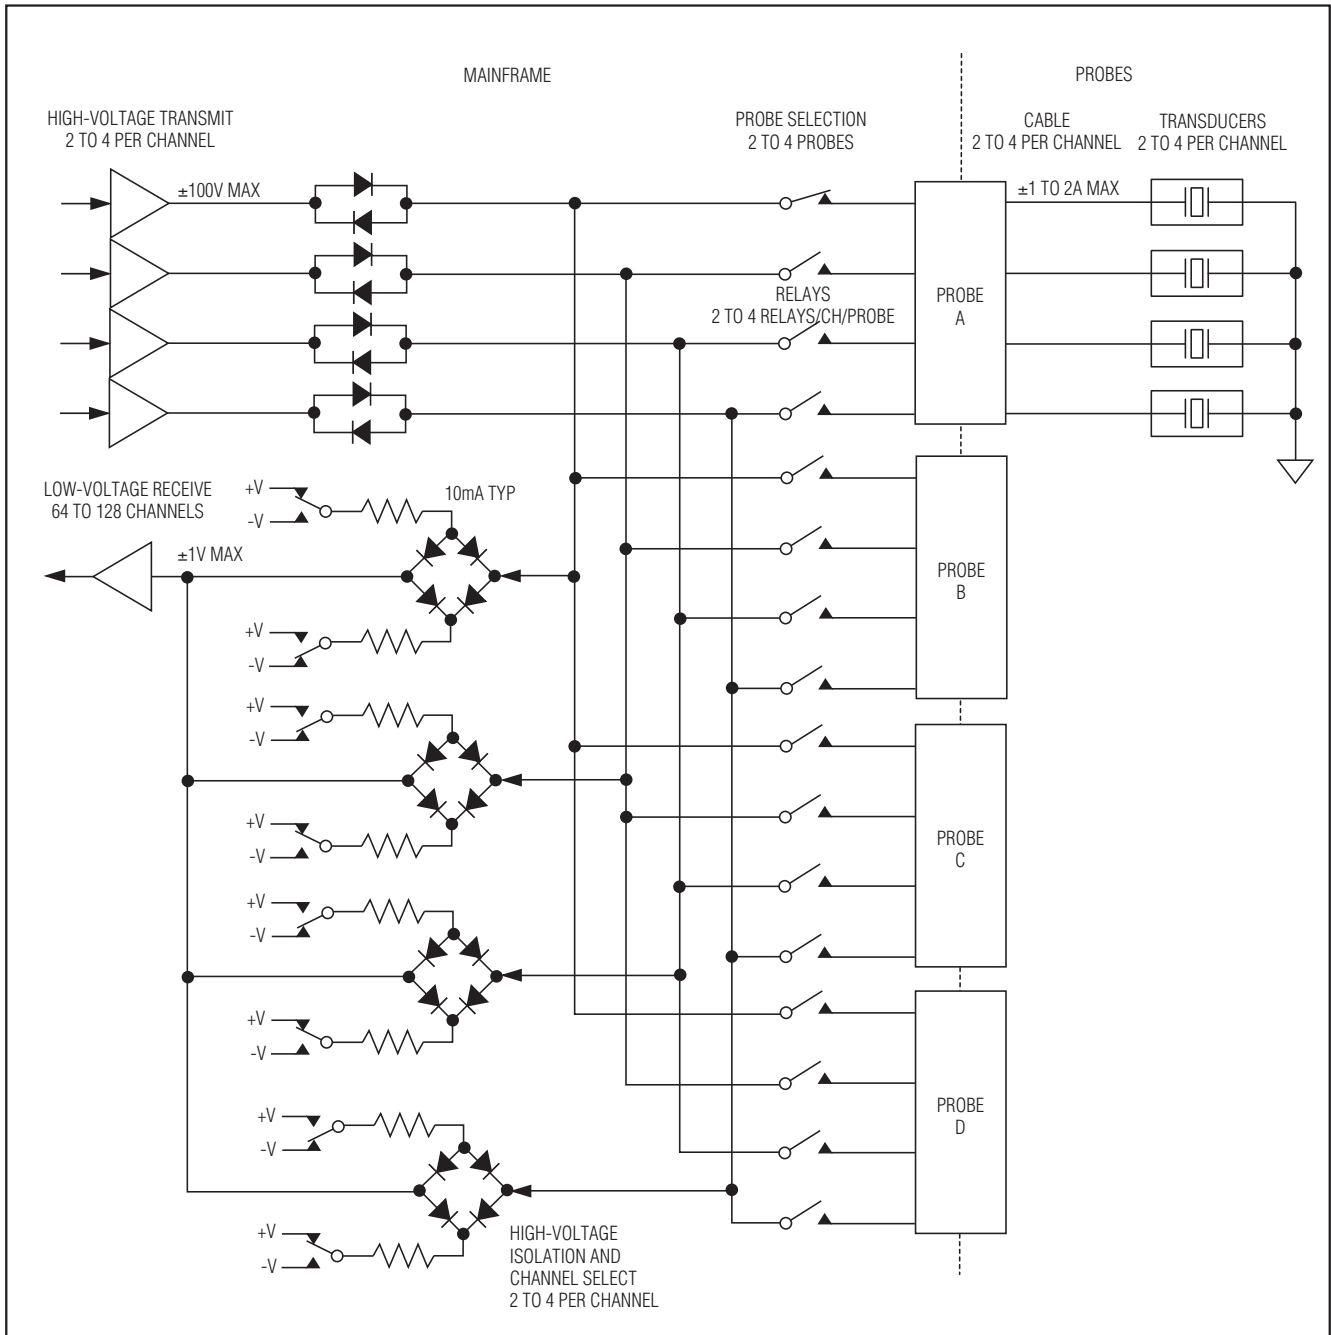 MAINFRAME
PROBES
HIGH-VOLTAGE TRANSMIT
2 TO 4 PER CHANNEL
PROBE SELECTION
2 TO 4 PROBES
CABLE
2 TO 4 PER CHANNEL
TRANSDUCERS
2 TO 4 PER CHANNEL
±100V MAX
±1 TO 2A MAX
RELAYS
2 TO 4 RELAYS/CH/PROBE
PROBE
A
LOW-VOLTAGE RECEIVE
64 TO 128 CHANNELS
+V
-V
10mA TYP
±1V MAX
PROBE
B
+V
-V
+V
-V
+V
-V
PROBE
C
+V
-V
+V
-V
PROBE
D
+V
-V
+V
-V
HIGH-VOLTAGE
ISOLATION AND
CHANNEL SELECT
2 TO 4 PER CHANNEL